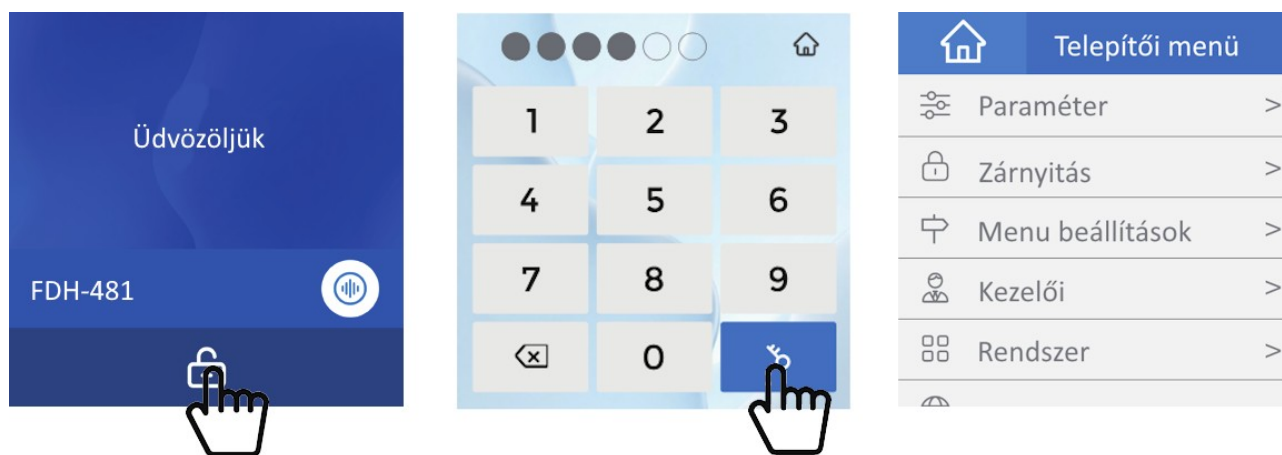 Üdvözöljük
FDH-481
1 2 3
4 5 6
7 8 9
0
Telepítői menü
Paraméter >
Zárnyitás >
Menu beállítások >
Kezelői >
Rendszer >